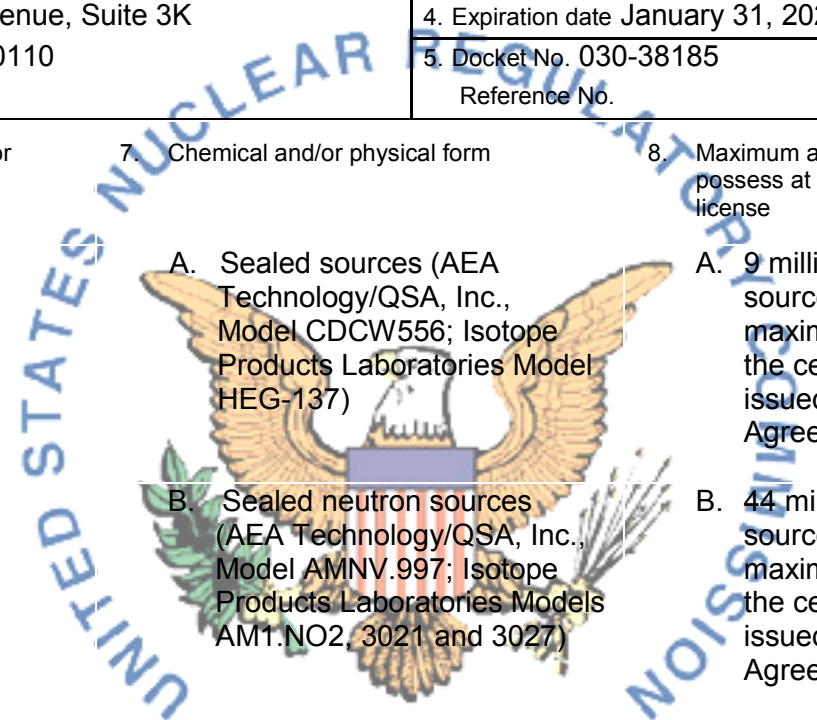 enue, Suite 3K
4. Expiration date January 31, 202
0110
5. Docket No. 030-38185
Reference No.
or
7. Chemical and/or physical form
8. Maximum a
possess at
license
UNITED STATES NUCLEAR REGULATORY COMMISSION
A. Sealed sources (AEA
Technology/QSA, Inc.,
Model CDCW556; Isotope
Products Laboratories Model
HEG-137)
A. 9 milli
source
maxim
the ce
issued
Agree
B. Sealed neutron sources
(AEA Technology/QSA, Inc.,
Model AMNV.997; Isotope
Products Laboratories Models
AM1.NO2, 3021 and 3027)
B. 44 mi
source
maxim
the ce
issued
Agree